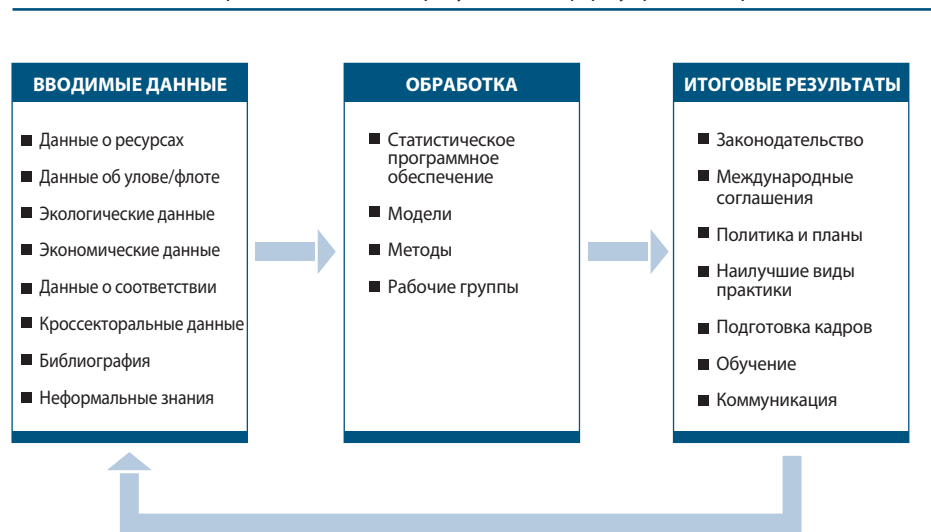 ВВОДИМЫЕ ДАННЫЕ
■ Данные о ресурсах
■ Данные об улове/флоте
■ Экологические данные
■ Экономические данные
■ Данные о соответствии
■ Кроссекторальные данные
■ Библиография
■ Неформальные знания
ОБРАБОТКА
■ Статистическое
программное
обеспечение
■ Модели
■ Методы
■ Рабочие группы
ИТОГОВЫЕ РЕЗУЛЬТАТЫ
■ Законодательство
■ Международные
соглашения
■ Политика и планы
■ Наилучшие виды
практики
■ Подготовка кадров
■ Обучение
■ Коммуникация